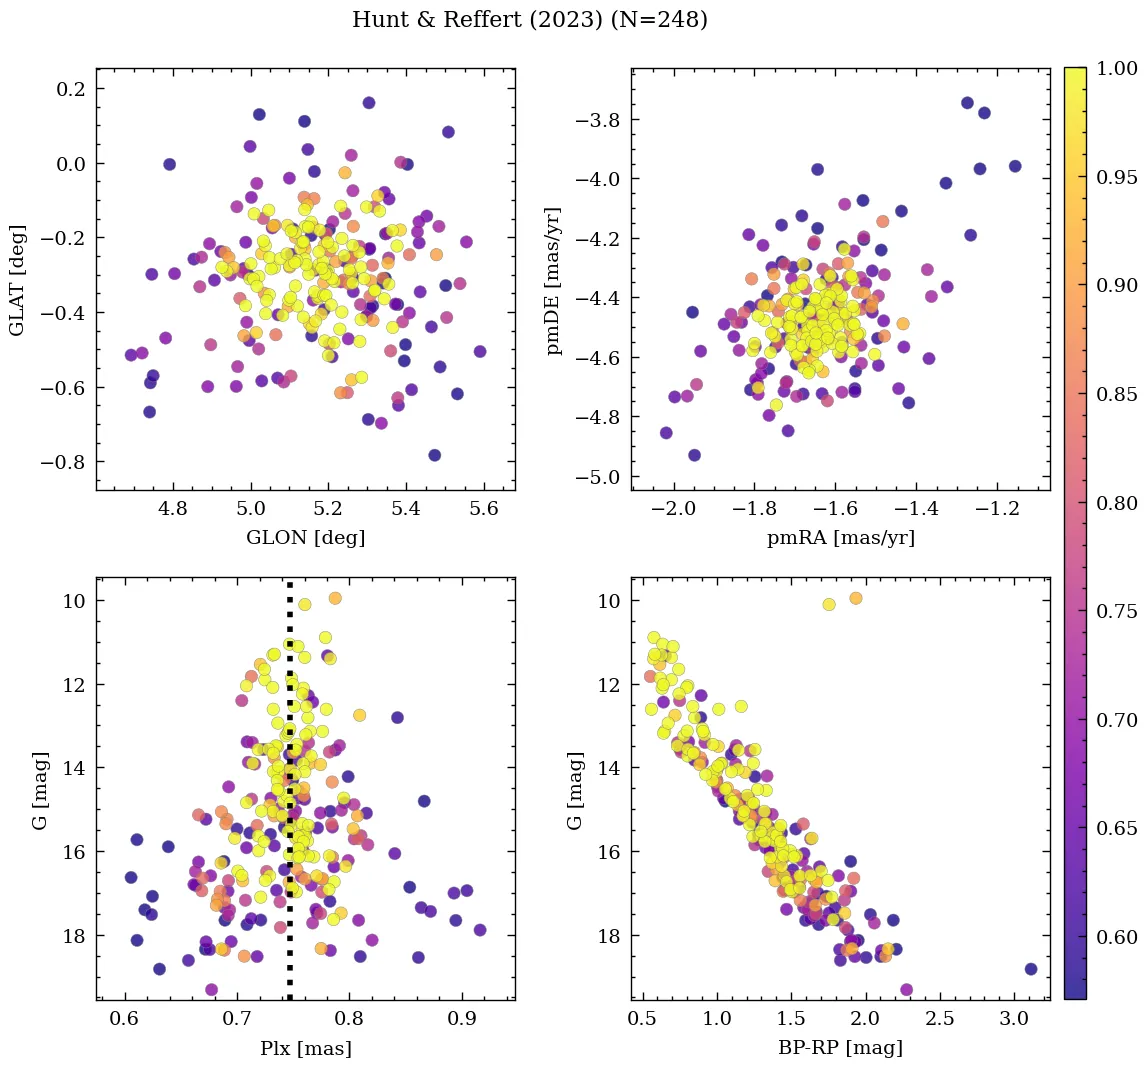 Hunt & Reffert (2023) (N=248)
0.2
0.0
−0.2
−0.4
−0.6
−0.8
GLAT [deg]
4.8 5.0 5.2 5.4 5.6
GLON [deg]
−3.8
−4.0
−4.2
−4.4
−4.6
−4.8
−5.0
pmDE [mas/yr]
−2.0 −1.8 −1.6 −1.4 −1.2
pmRA [mas/yr]
1.00
0.95
0.90
0.85
0.80
0.75
0.70
0.65
0.60
10
12
14
16
18
G [mag]
0.6 0.7 0.8 0.9
Plx [mas]
10
12
14
16
18
G [mag]
0.5 1.0 1.5 2.0 2.5 3.0
BP-RP [mag]